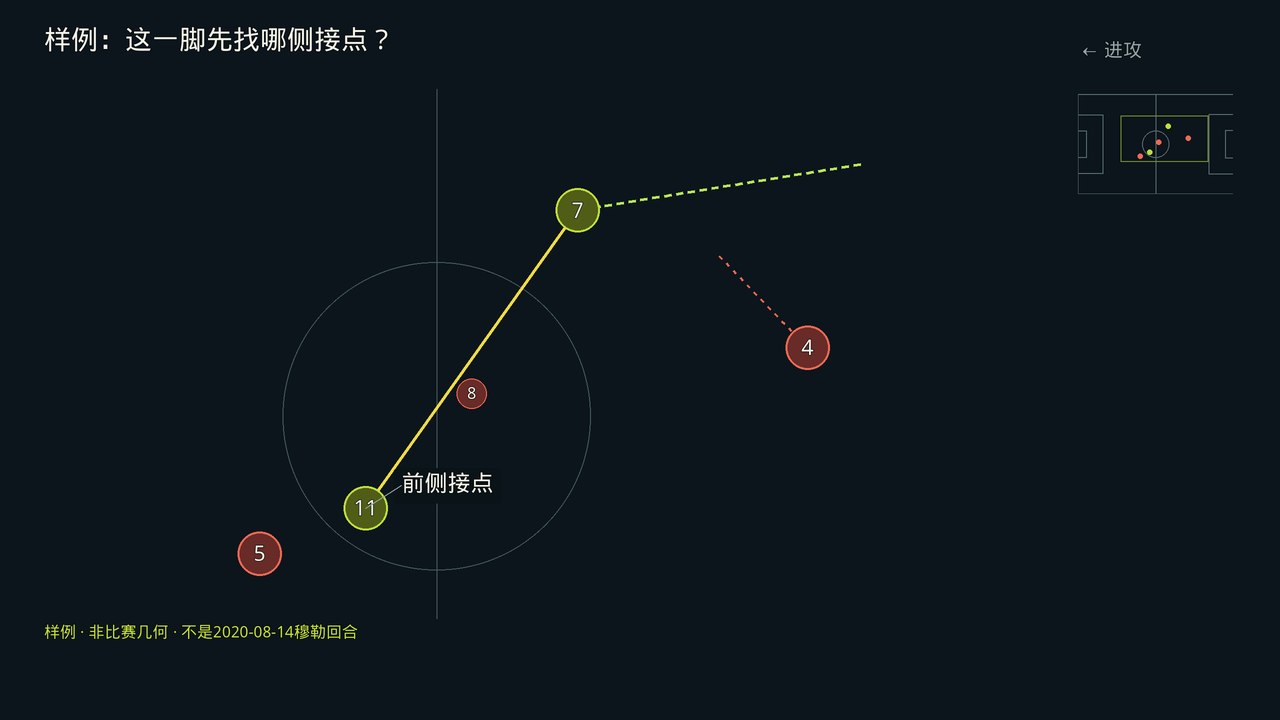 样例：这一脚先找哪侧接点？
← 进攻
7
4
8
前侧接点
11
5
样例 · 非比赛几何 · 不是2020-08-14穆勒回合